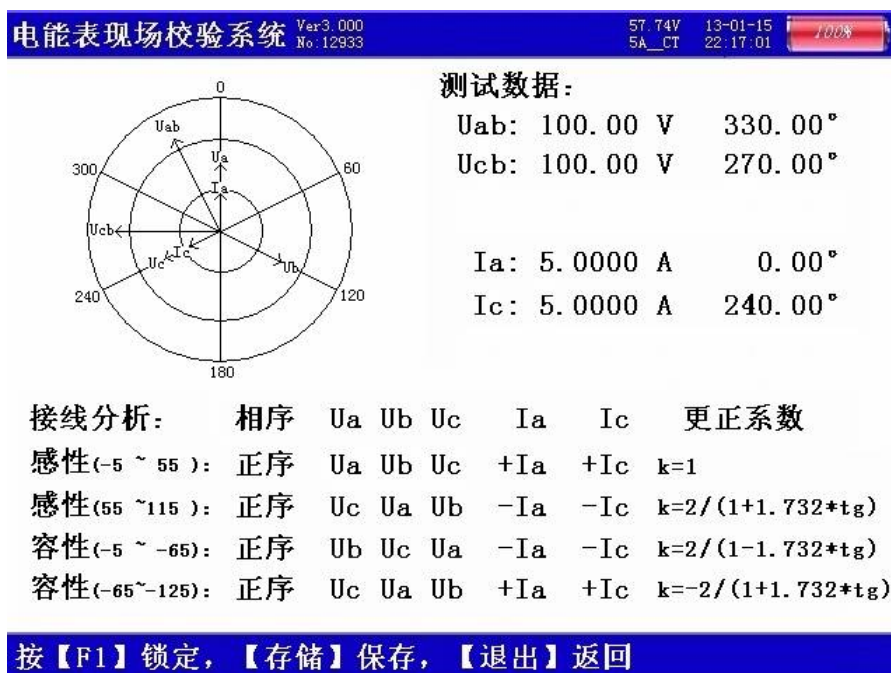 电能表现场校验系统 Ver3.000 No:12933 57.74V 5A__CT 13-01-15 22:17:01 100%
测试数据:
Uab: 100.00 V 330.00°
Ucb: 100.00 V 270.00°
Ia: 5.0000 A 0.00°
Ic: 5.0000 A 240.00°
0
60
120
180
240
300
Uab
Ua
Ia
Ucb
Uc
Ic
Ub
接线分析: 相序 Ua Ub Uc Ia Ic 更正系数
感性(-5 ~ 55 ): 正序 Ua Ub Uc +Ia +Ic k=1
感性(55 ~115 ): 正序 Uc Ua Ub -Ia -Ic k=2/(1+1.732*tg)
容性(-5 ~ -65): 正序 Ub Uc Ua -Ia -Ic k=2/(1-1.732*tg)
容性(-65~-125): 正序 Uc Ua Ub +Ia +Ic k=-2/(1+1.732*tg)
按【F1】锁定，【存储】保存，【退出】返回